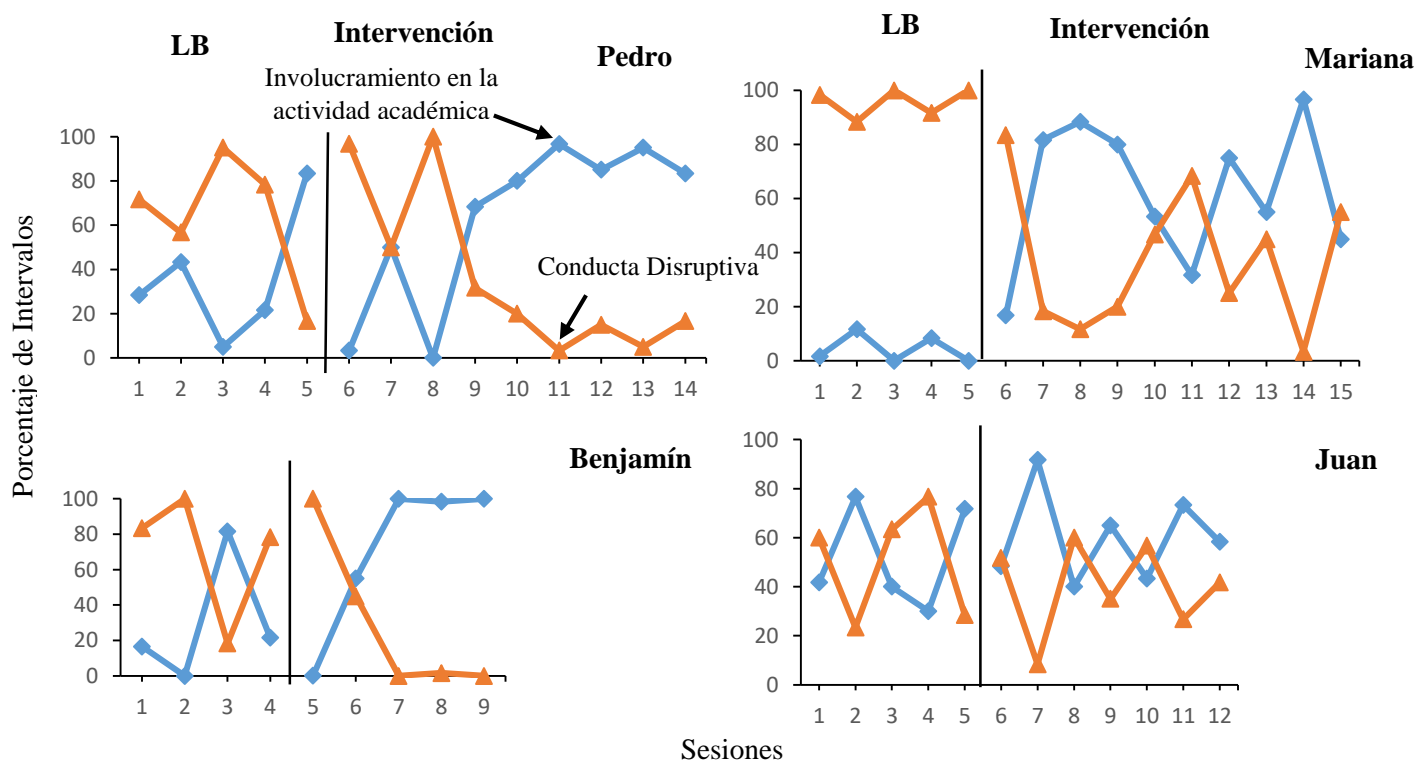 LB
Intervención
Pedro
Involucramiento en la
actividad académica
Conducta Disruptiva
100
80
60
40
20
0
1 2 3 4 5 6 7 8 9 10 11 12 13 14
LB
Intervención
Mariana
100
80
60
40
20
0
1 2 3 4 5 6 7 8 9 10 11 12 13 14 15
Porcentaje de Intervalos
Benjamín
100
80
60
40
20
0
1 2 3 4 5 6 7 8 9
Juan
100
80
60
40
20
0
1 2 3 4 5 6 7 8 9 10 11 12
Sesiones